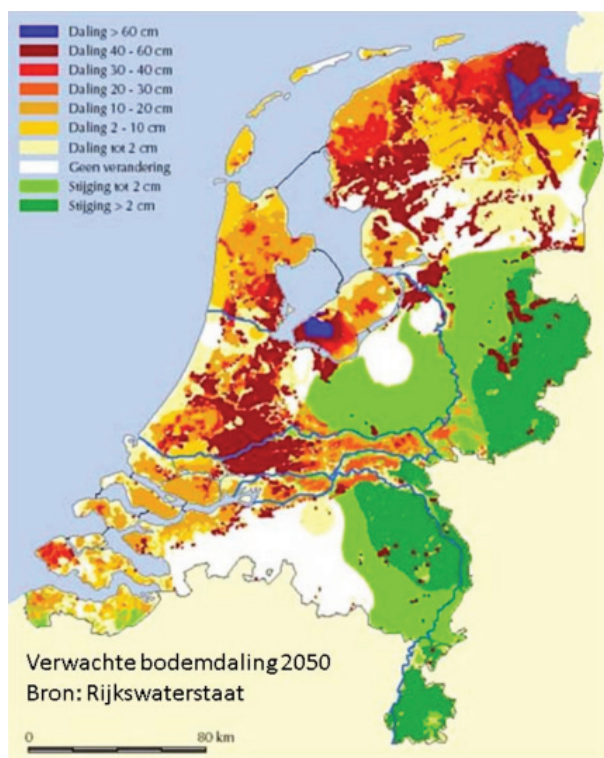 Daling > 60 cm
Daling 40 - 60 cm
Daling 30 - 40 cm
Daling 20 - 30 cm
Daling 10 - 20 cm
Daling 2 - 10 cm
Daling tot 2 cm
Geen verandering
Stijging tot 2 cm
Stijging > 2 cm
Verwachte bodemdaling 2050
Bron: Rijkswaterstaat
0 80 km